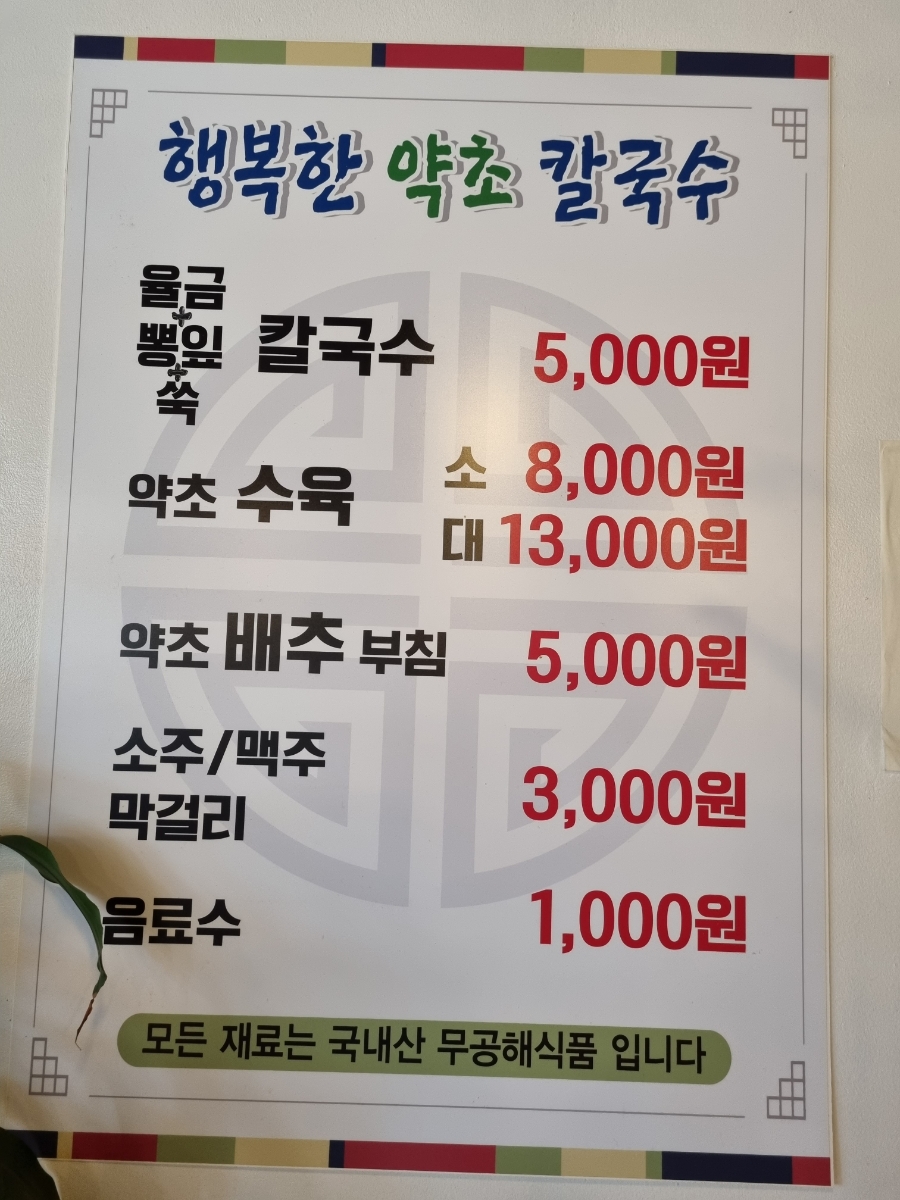 행복한 약초 칼국수
율금
+
뽕잎 칼국수 5,000원
+
쑥
약초 수육 소 8,000원
대 13,000원
약초 배추 부침 5,000원
소주/맥주
막걸리 3,000원
음료수 1,000원
모든 재료는 국내산 무공해식품 입니다